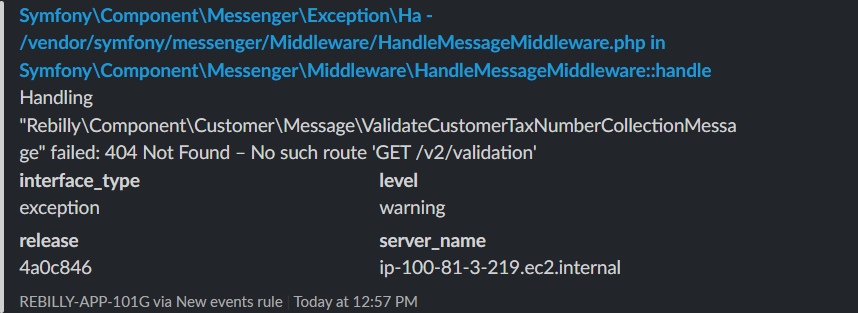 Symfony\Component\Messenger\Exception\Ha -
/vendor/symfony/messenger/Middleware/HandleMessageMiddleware.php in
Symfony\Component\Messenger\Middleware\HandleMessageMiddleware::handle
Handling
"Rebilly\Component\Customer\Message\ValidateCustomerTaxNumberCollectionMessa
ge" failed: 404 Not Found – No such route 'GET /v2/validation'
interface_type level
exception warning
release server_name
4a0c846 ip-100-81-3-219.ec2.internal
REBILLY-APP-101G via New events rule | Today at 12:57 PM